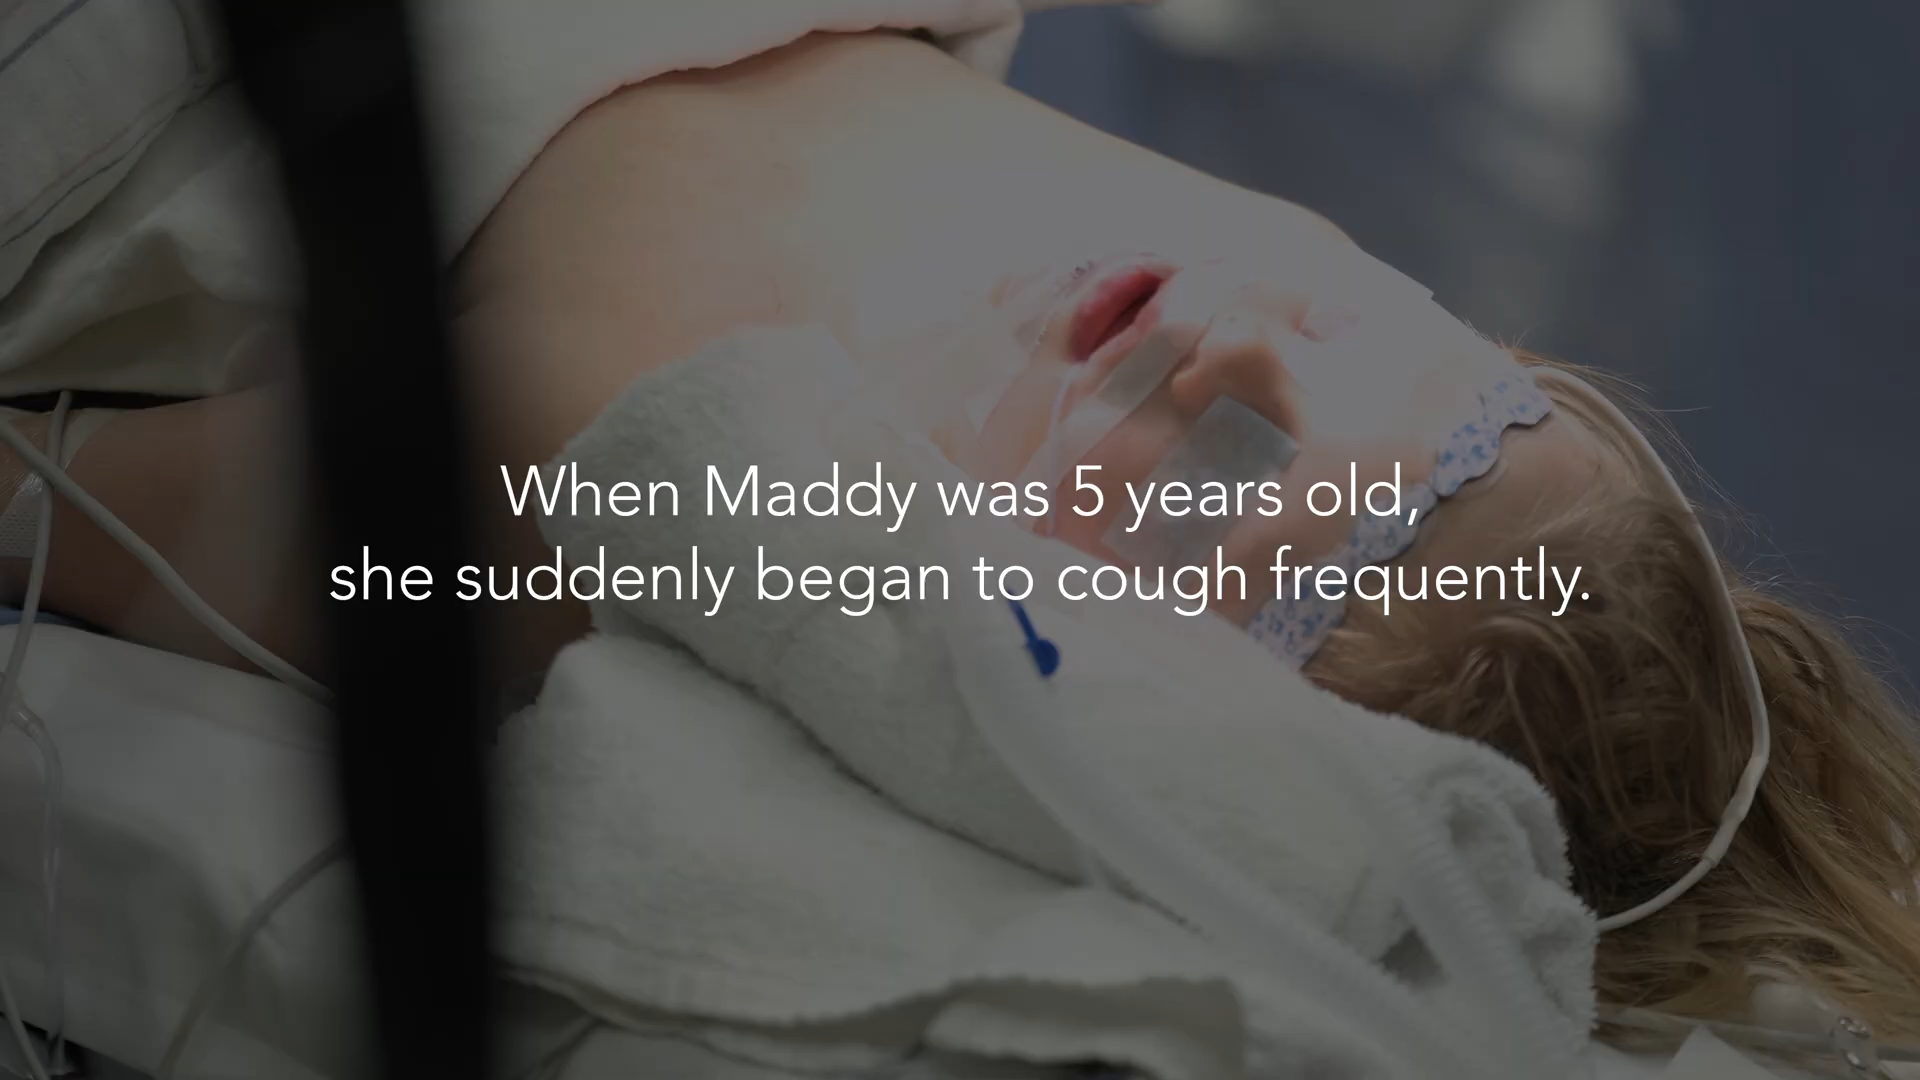 When Maddy was 5 years old,
she suddenly began to cough frequently.